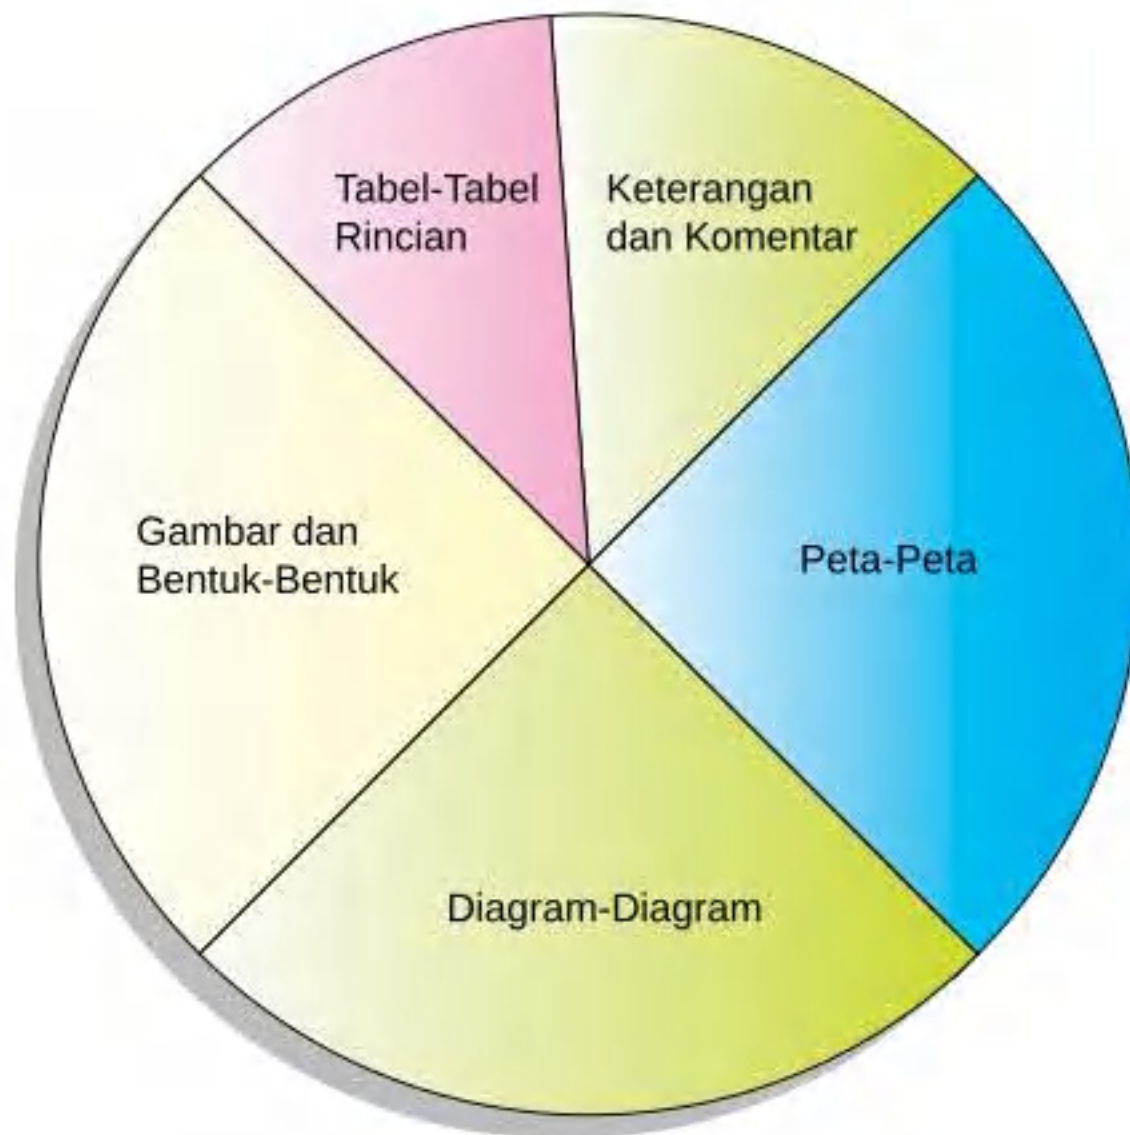 Tabel-Tabel
Rincian
Keterangan
dan Komentar
Gambar dan
Bentuk-Bentuk
Peta-Peta
Diagram-Diagram